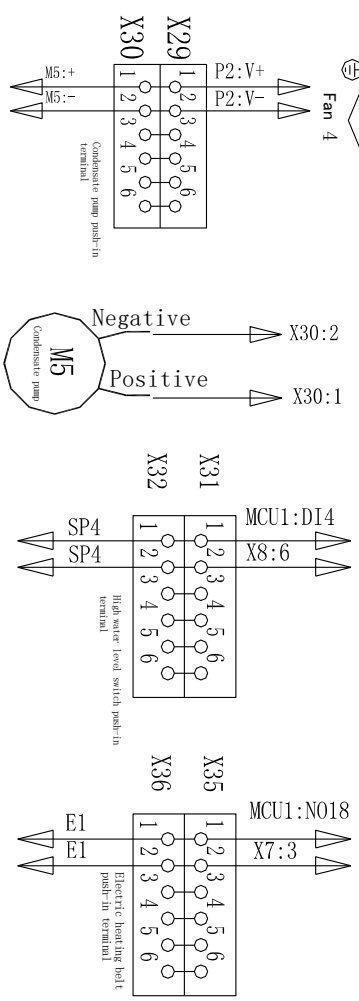 Fan 4
X29
X30
1 2 3 4 5 6
1 2 3 4 5 6
P2:V+
P2:V-
M5:+
M5:-
Condensate pump push-in
terminal
Negative
Positive
X30:2
X30:1
M5
Condensate pump
X31
X32
1 2 3 4 5 6
1 2 3 4 5 6
MCU1:DI4
X8:6
SP4
SP4
High water level switch push-in
terminal
X35
X36
1 2 3 4 5 6
1 2 3 4 5 6
MCU1:NO18
X7:3
E1
E1
Electric heating belt
push-in terminal